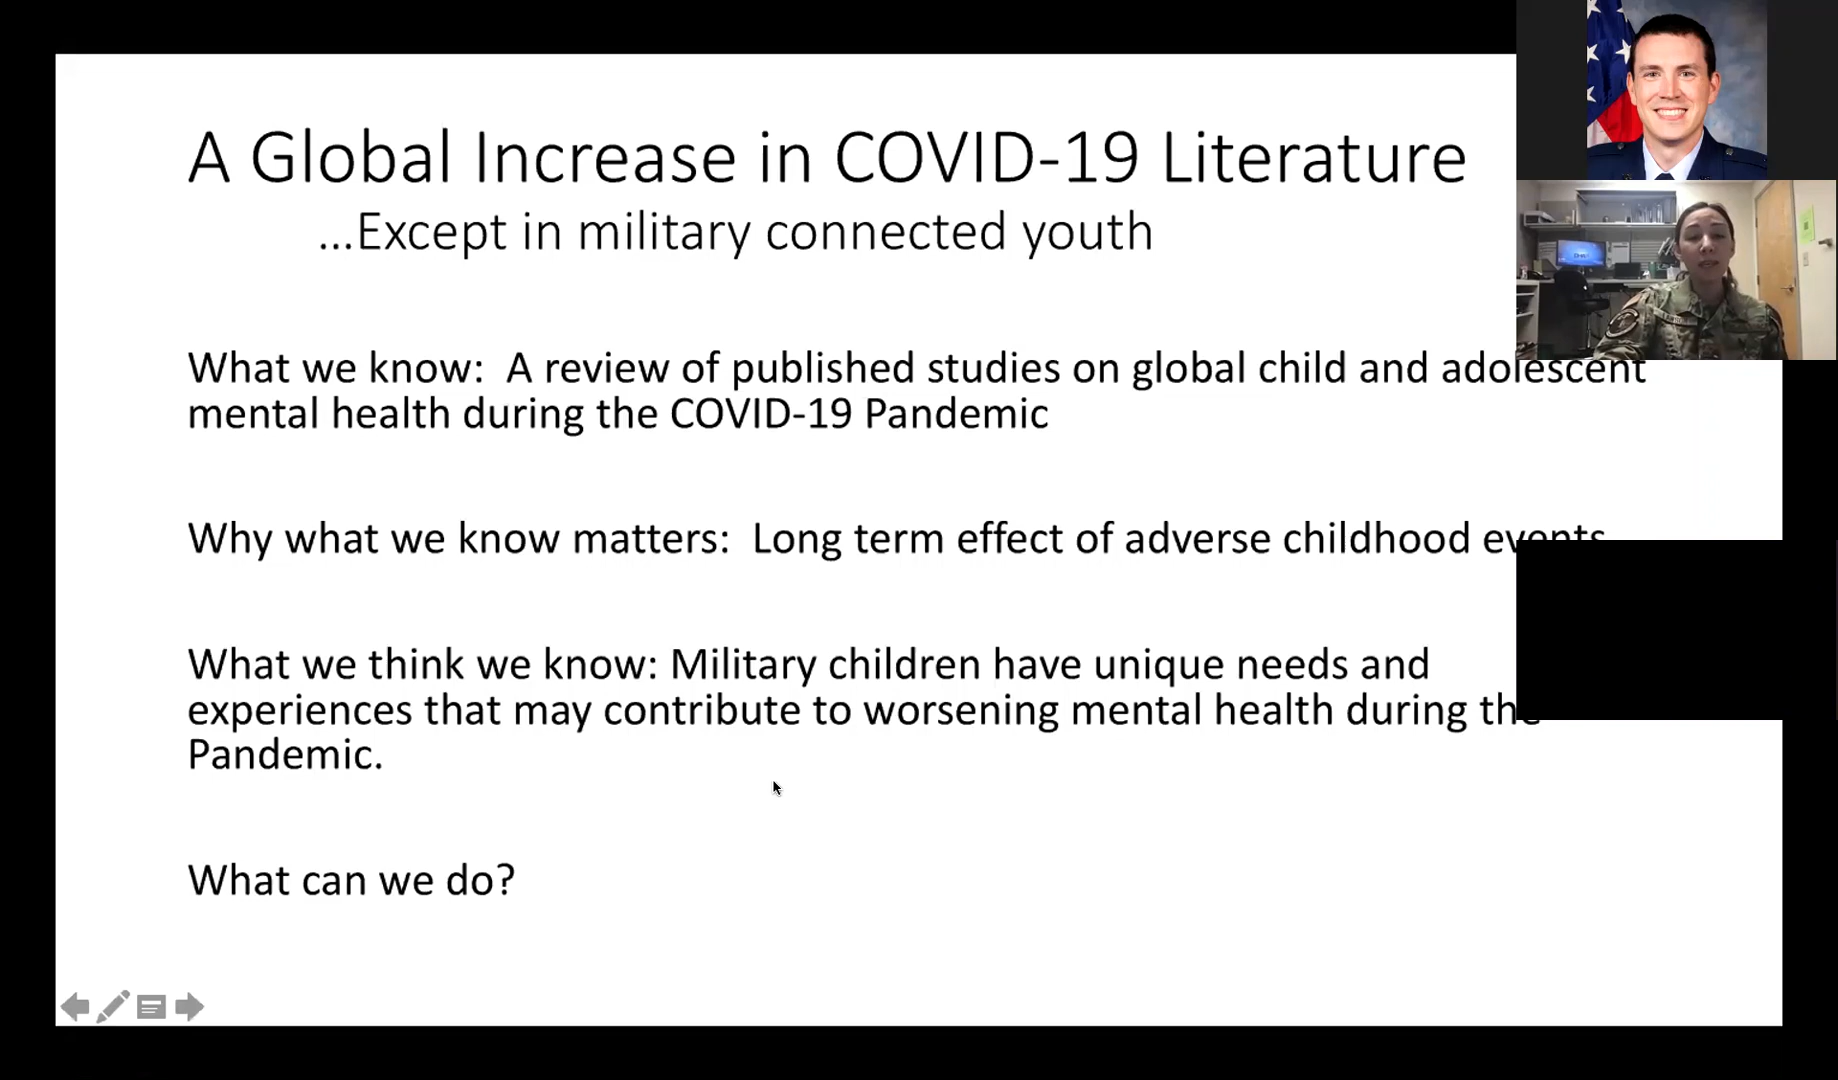 A Global Increase in COVID-19 Literature
...Except in military connected youth
What we know:  A review of published studies on global child and adolescent
mental health during the COVID-19 Pandemic
Why what we know matters:  Long term effect of adverse childhood events
What we think we know: Military children have unique needs and
experiences that may contribute to worsening mental health during the
Pandemic.
What can we do?